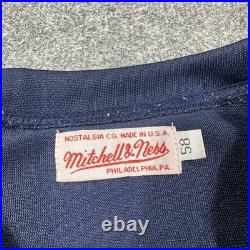 NOSTALGIA CO. MADE IN U.S.A.
Mitchell & Ness
PHILADELPHIA, PA.
58